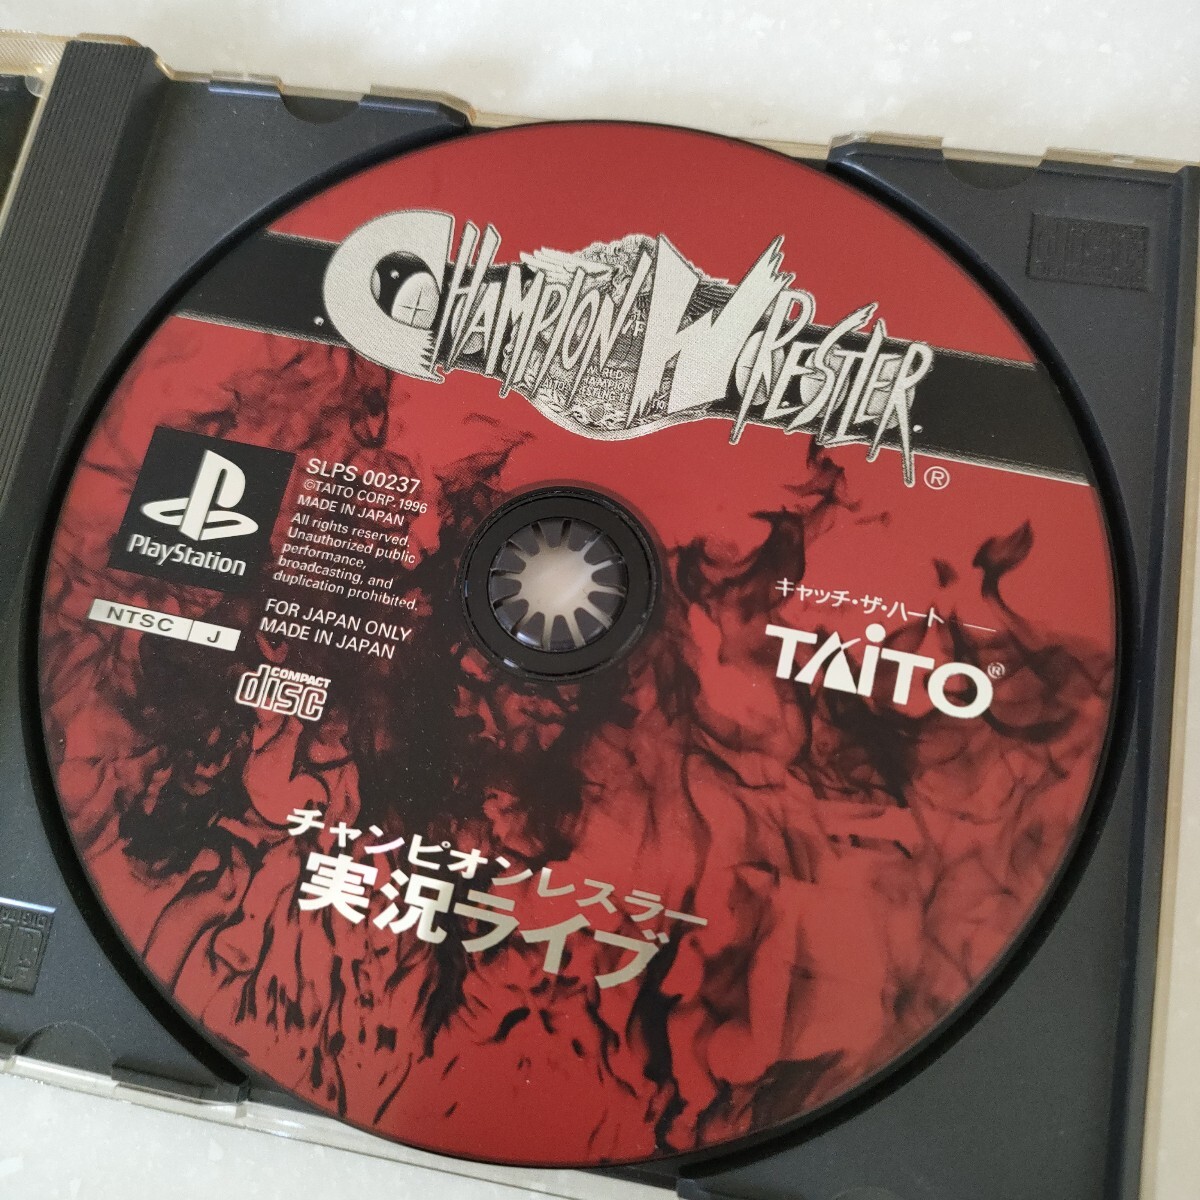 CHAMPION WRESTLER®
PlayStation
SLPS 00237
©TAITO CORP. 1996
MADE IN JAPAN
All rights reserved.
Unauthorized public
performance,
broadcasting, and
duplication prohibited.
FOR JAPAN ONLY
MADE IN JAPAN
NTSC J
COMPACT
disc
キャッチ・ザ・ハート
TAiTO®
チャンピオンレスラー
実況ライブ